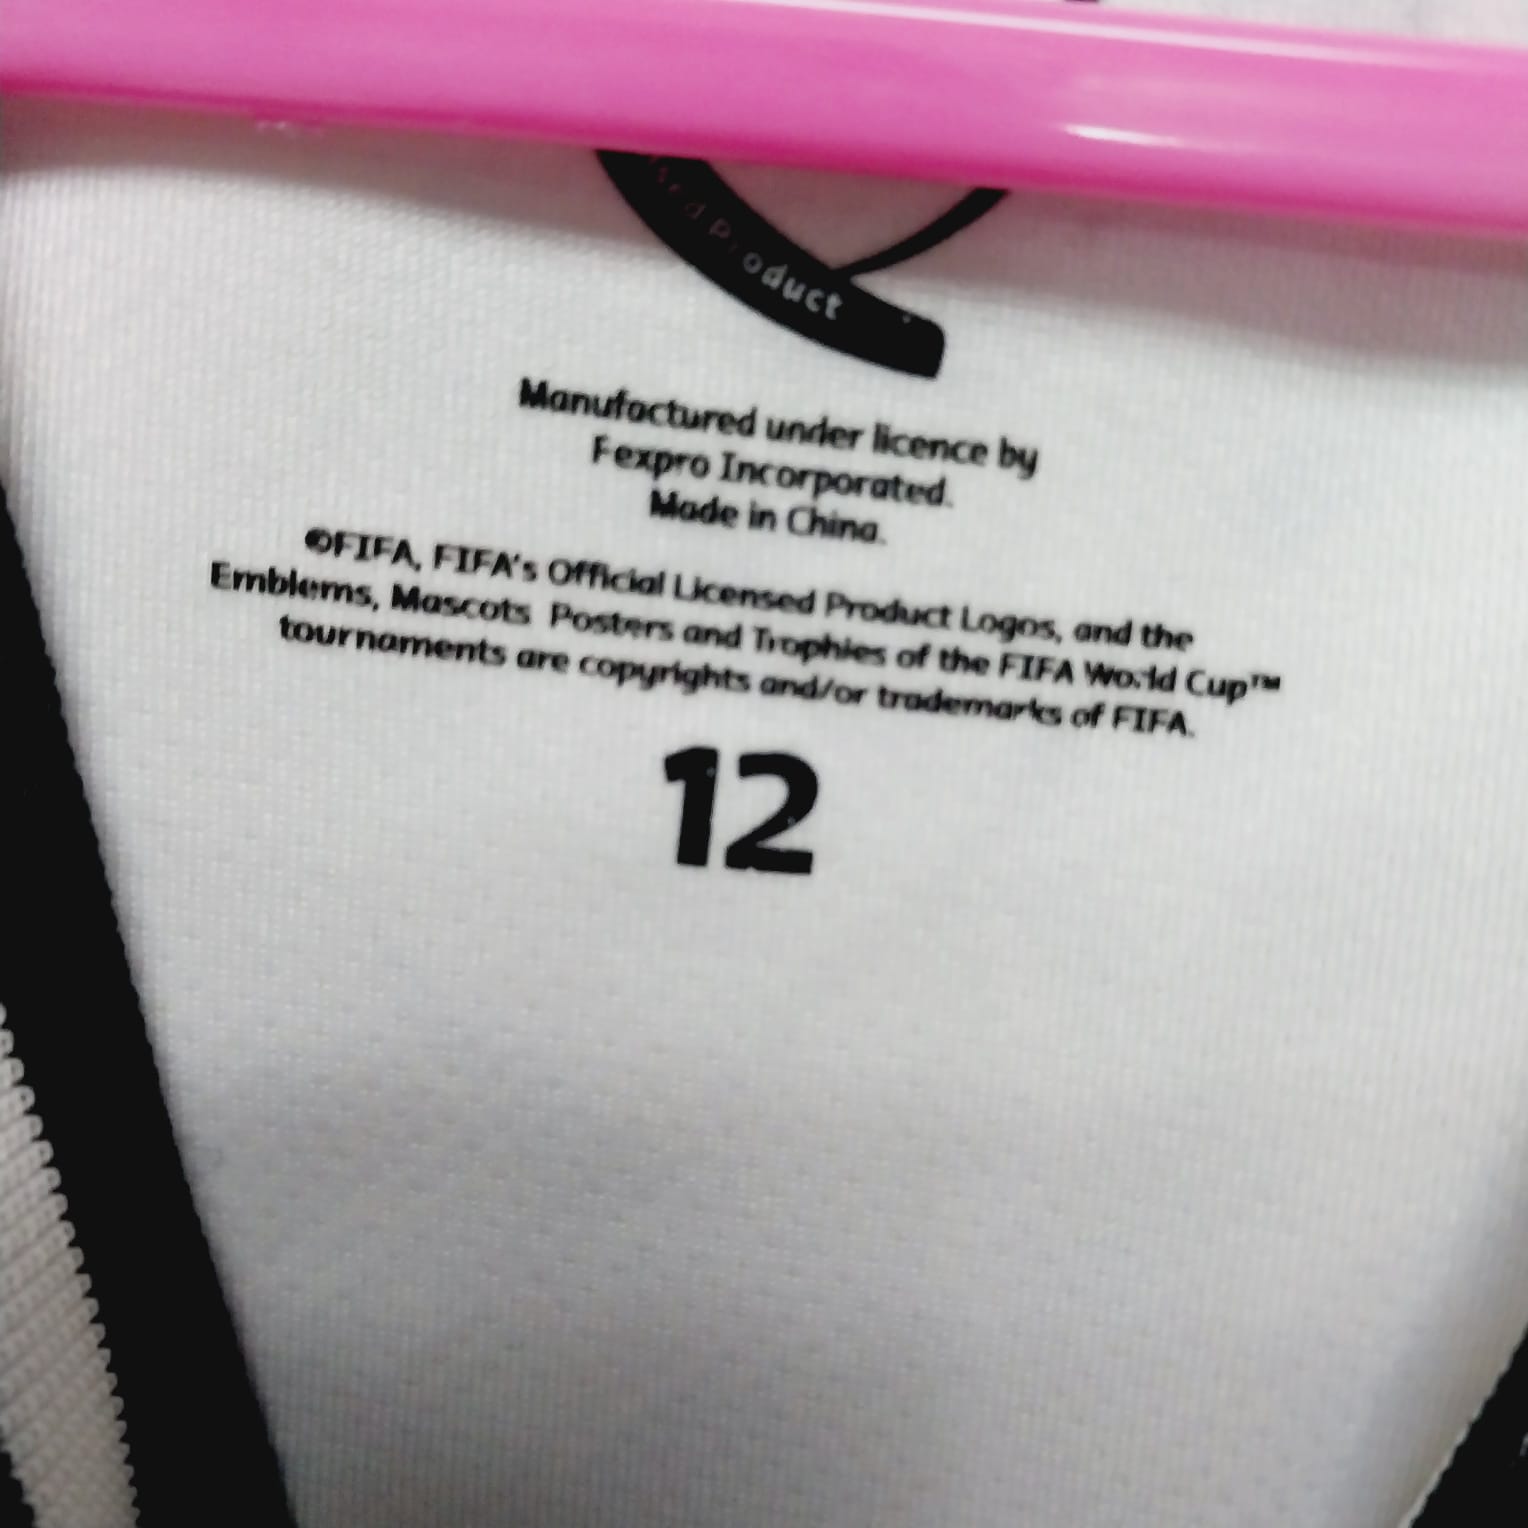 Product
Manufactured under licence by
Fexpro Incorporated.
Made in China.
©FIFA, FIFA's Official Licensed Product Logos, and the
Emblems, Mascots Posters and Trophies of the FIFA World Cup™
tournaments are copyrights and/or trademarks of FIFA.
12